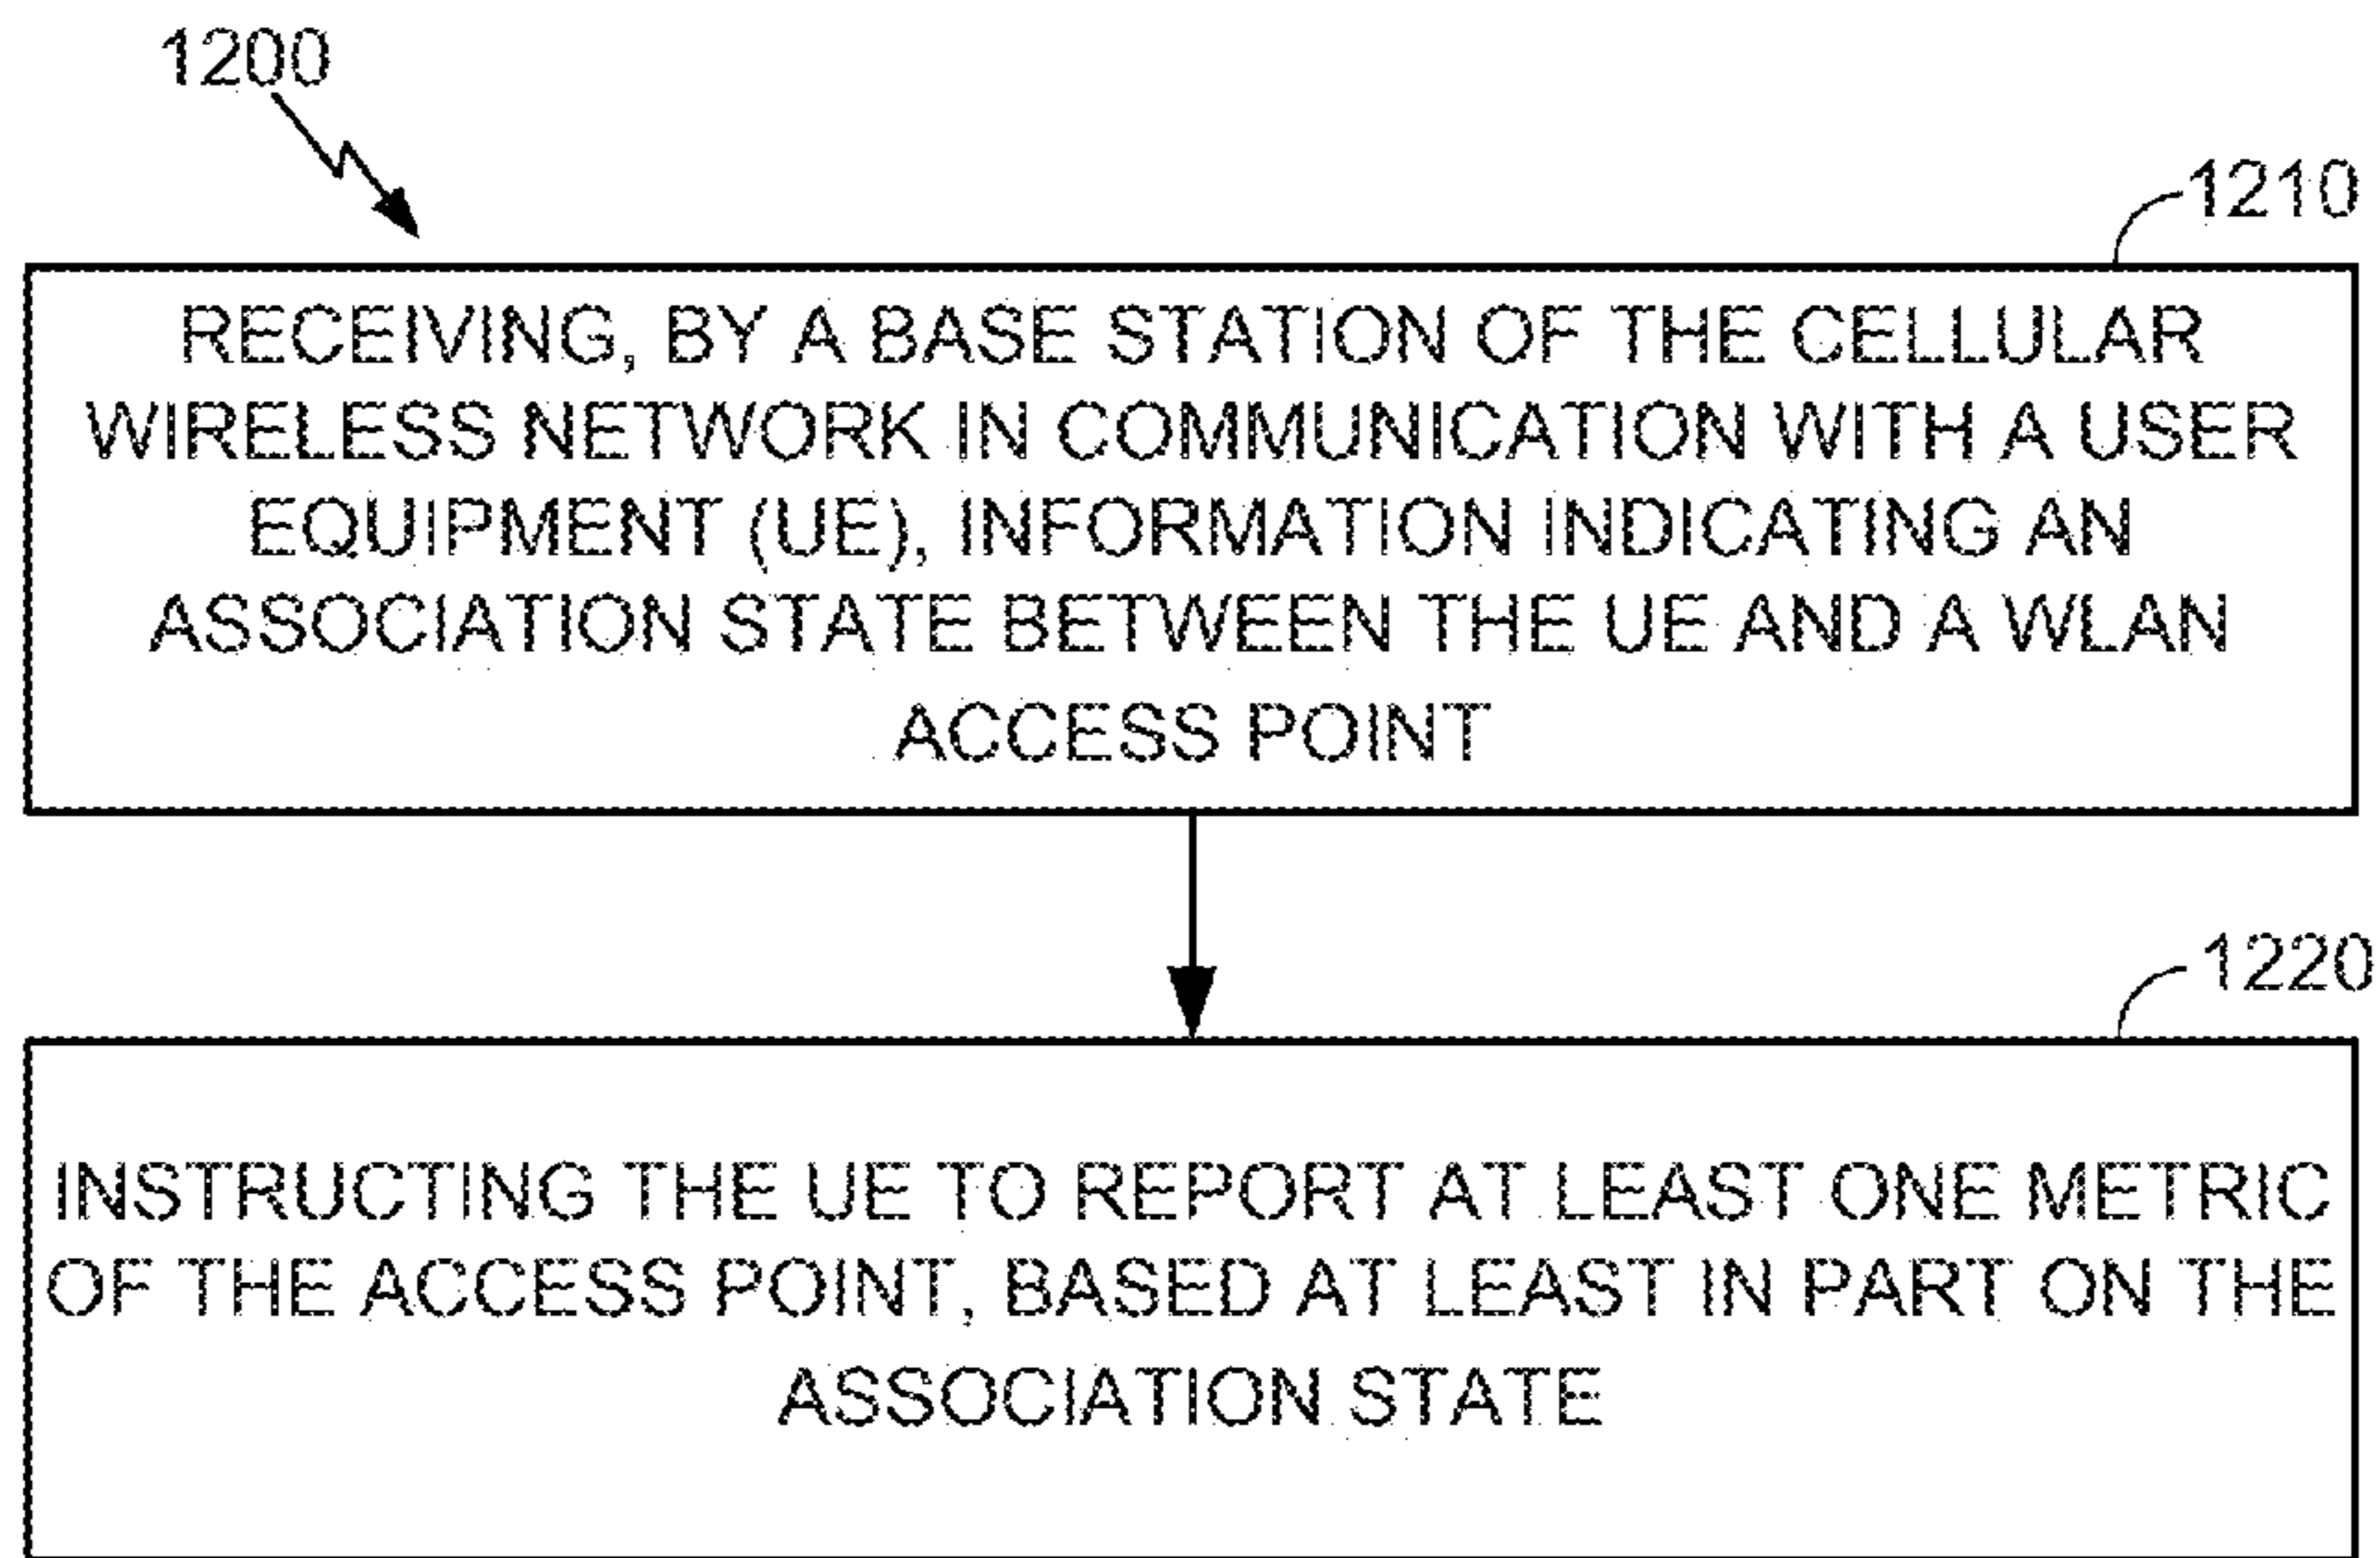 1200
1210
RECEIVING, BY A BASE STATION OF THE CELLULAR
WIRELESS NETWORK IN COMMUNICATION WITH A USER
EQUIPMENT (UE), INFORMATION INDICATING AN
ASSOCIATION STATE BETWEEN THE UE AND A WLAN
ACCESS POINT
1220
INSTRUCTING THE UE TO REPORT AT LEAST ONE METRIC
OF THE ACCESS POINT, BASED AT LEAST IN PART ON THE
ASSOCIATION STATE